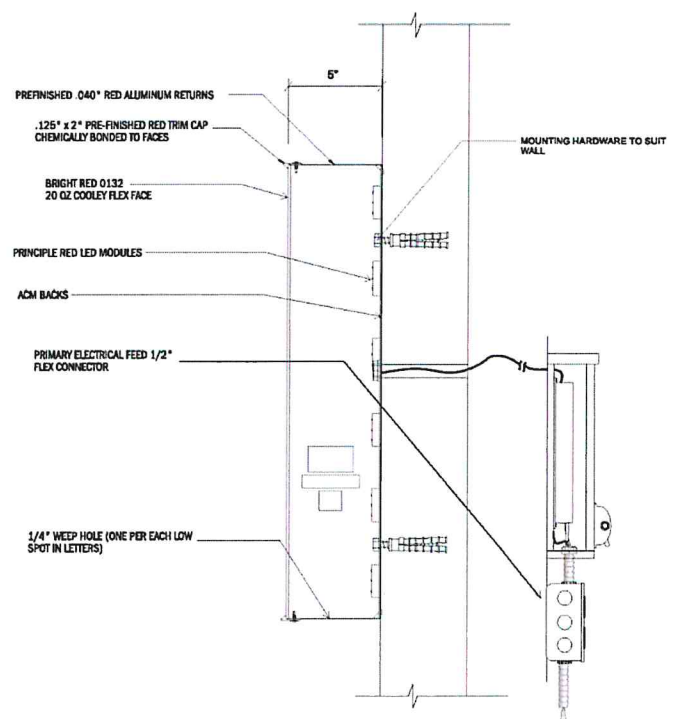 5"
PREFINISHED .040" RED ALUMINUM RETURNS
.125" x 2" PRE-FINISHED RED TRIM CAP
CHEMICALLY BONDED TO FACES
MOUNTING HARDWARE TO SUIT
WALL
BRIGHT RED 0132
20 OZ COOLEY FLEX FACE
PRINCIPLE RED LED MODULES
ACM BACKS
PRIMARY ELECTRICAL FEED 1/2"
FLEX CONNECTOR
1/4" WEEP HOLE (ONE PER EACH LOW
SPOT IN LETTERS)